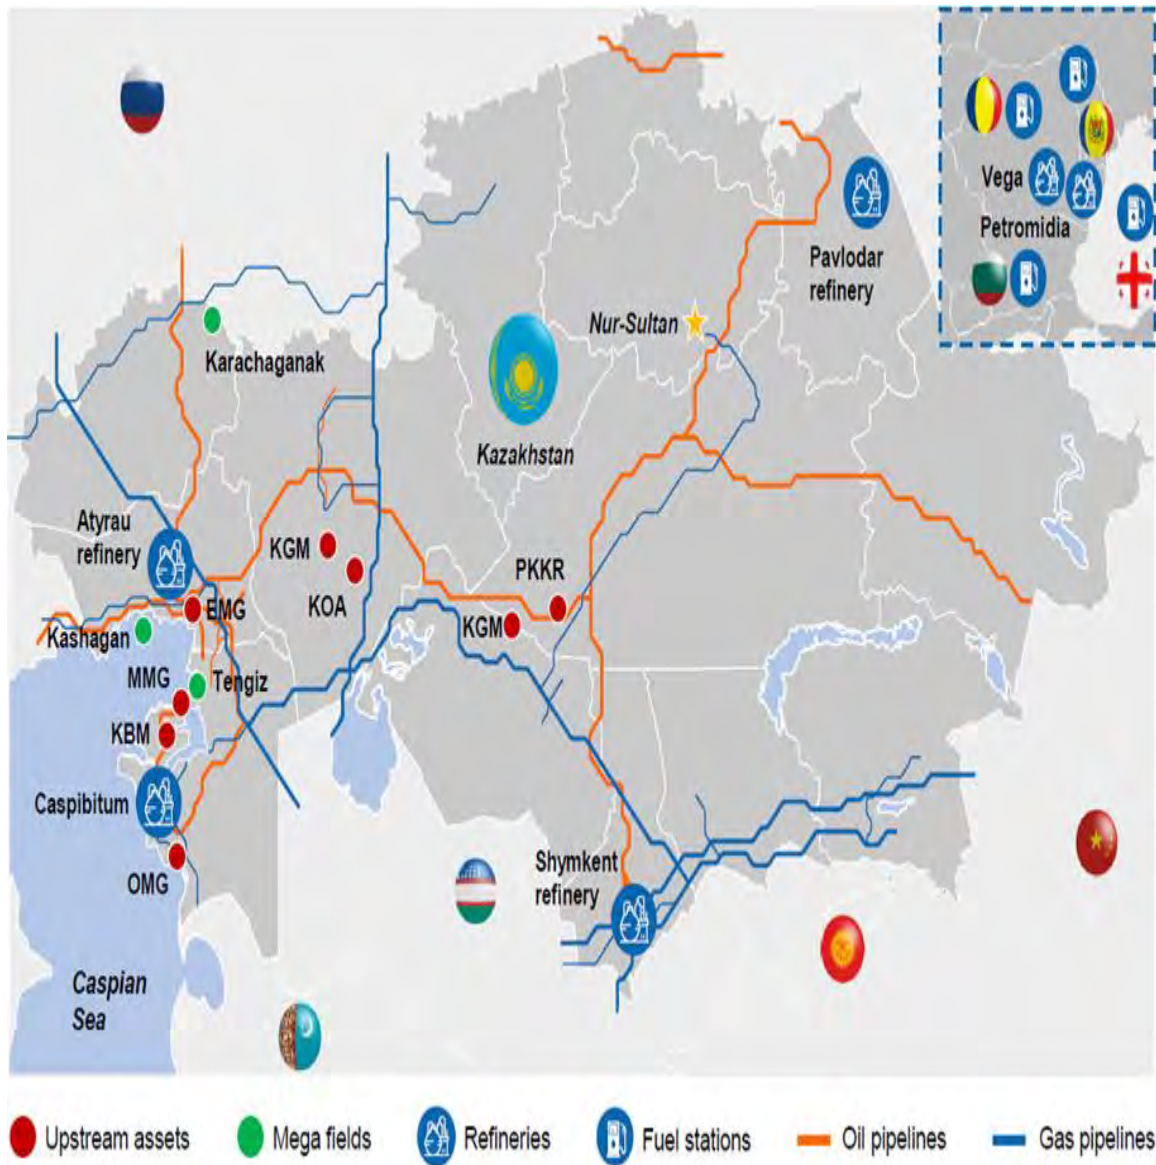 Vega
Petromidia
Pavlodar
refinery
Nur-Sultan
Karachaganak
Kazakhstan
Atyrau
refinery
KGM
KOA
PKKR
KGM
EMG
Kashagan
MMG
Tengiz
KBM
Caspibitum
OMG
Shymkent
refinery
Caspian
Sea
Upstream assets
Mega fields
Refineries
Fuel stations
Oil pipelines
Gas pipelines